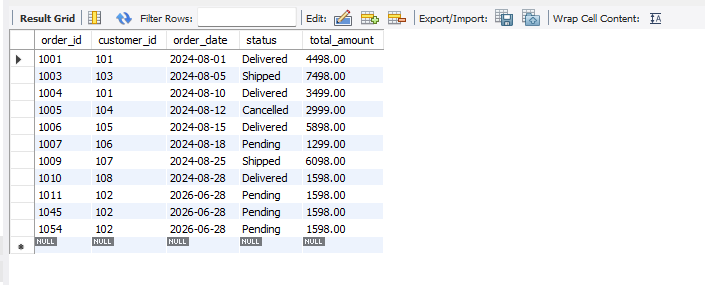 Result Grid Filter Rows: Edit: Export/Import: Wrap Cell Content: IA
order_id customer_id order_date status total_amount
1001 101 2024-08-01 Delivered 4498.00
1003 103 2024-08-05 Shipped 7498.00
1004 101 2024-08-10 Delivered 3499.00
1005 104 2024-08-12 Cancelled 2999.00
1006 105 2024-08-15 Delivered 5898.00
1007 106 2024-08-18 Pending 1299.00
1009 107 2024-08-25 Shipped 6098.00
1010 108 2024-08-28 Delivered 1598.00
1011 102 2026-06-28 Pending 1598.00
1045 102 2026-06-28 Pending 1598.00
1054 102 2026-06-28 Pending 1598.00
NULL NULL NULL NULL NULL